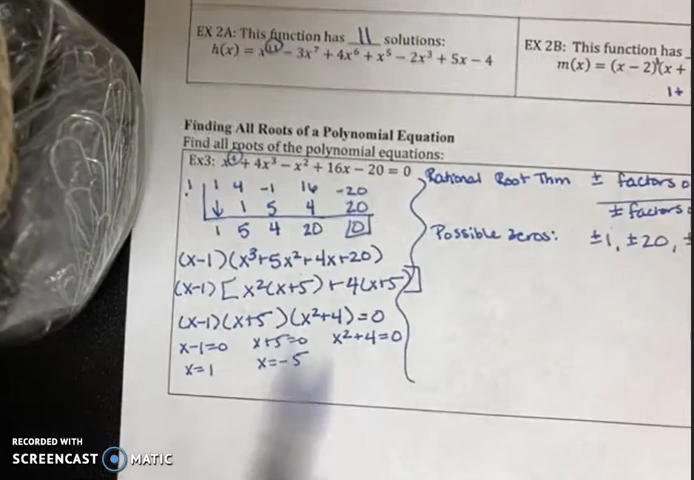 EX 2A: This function has 11 solutions:
h(x) = x¹¹ − 3x⁷ + 4x⁶ + x⁵ − 2x³ + 5x − 4
EX 2B: This function has
m(x) = (x − 2)(x +
1+
Finding All Roots of a Polynomial Equation
Find all roots of the polynomial equations:
Ex3: x⁴ + 4x³ − x² + 16x − 20 = 0
1 1 4 -1 16 -20
↓ 1 5 4 20
1 5 4 20 0
(x-1)(x³+5x²+4x+20)
(x-1)[x²(x+5)+4(x+5)]
(x-1)(x+5)(x²+4)=0
x-1=0 x+5=0 x²+4=0
x=1 x=-5
Rational Root Thm ± factors o
± factors
Possible zeros: ±1, ±20, ±
RECORDED WITH
SCREENCAST MATIC